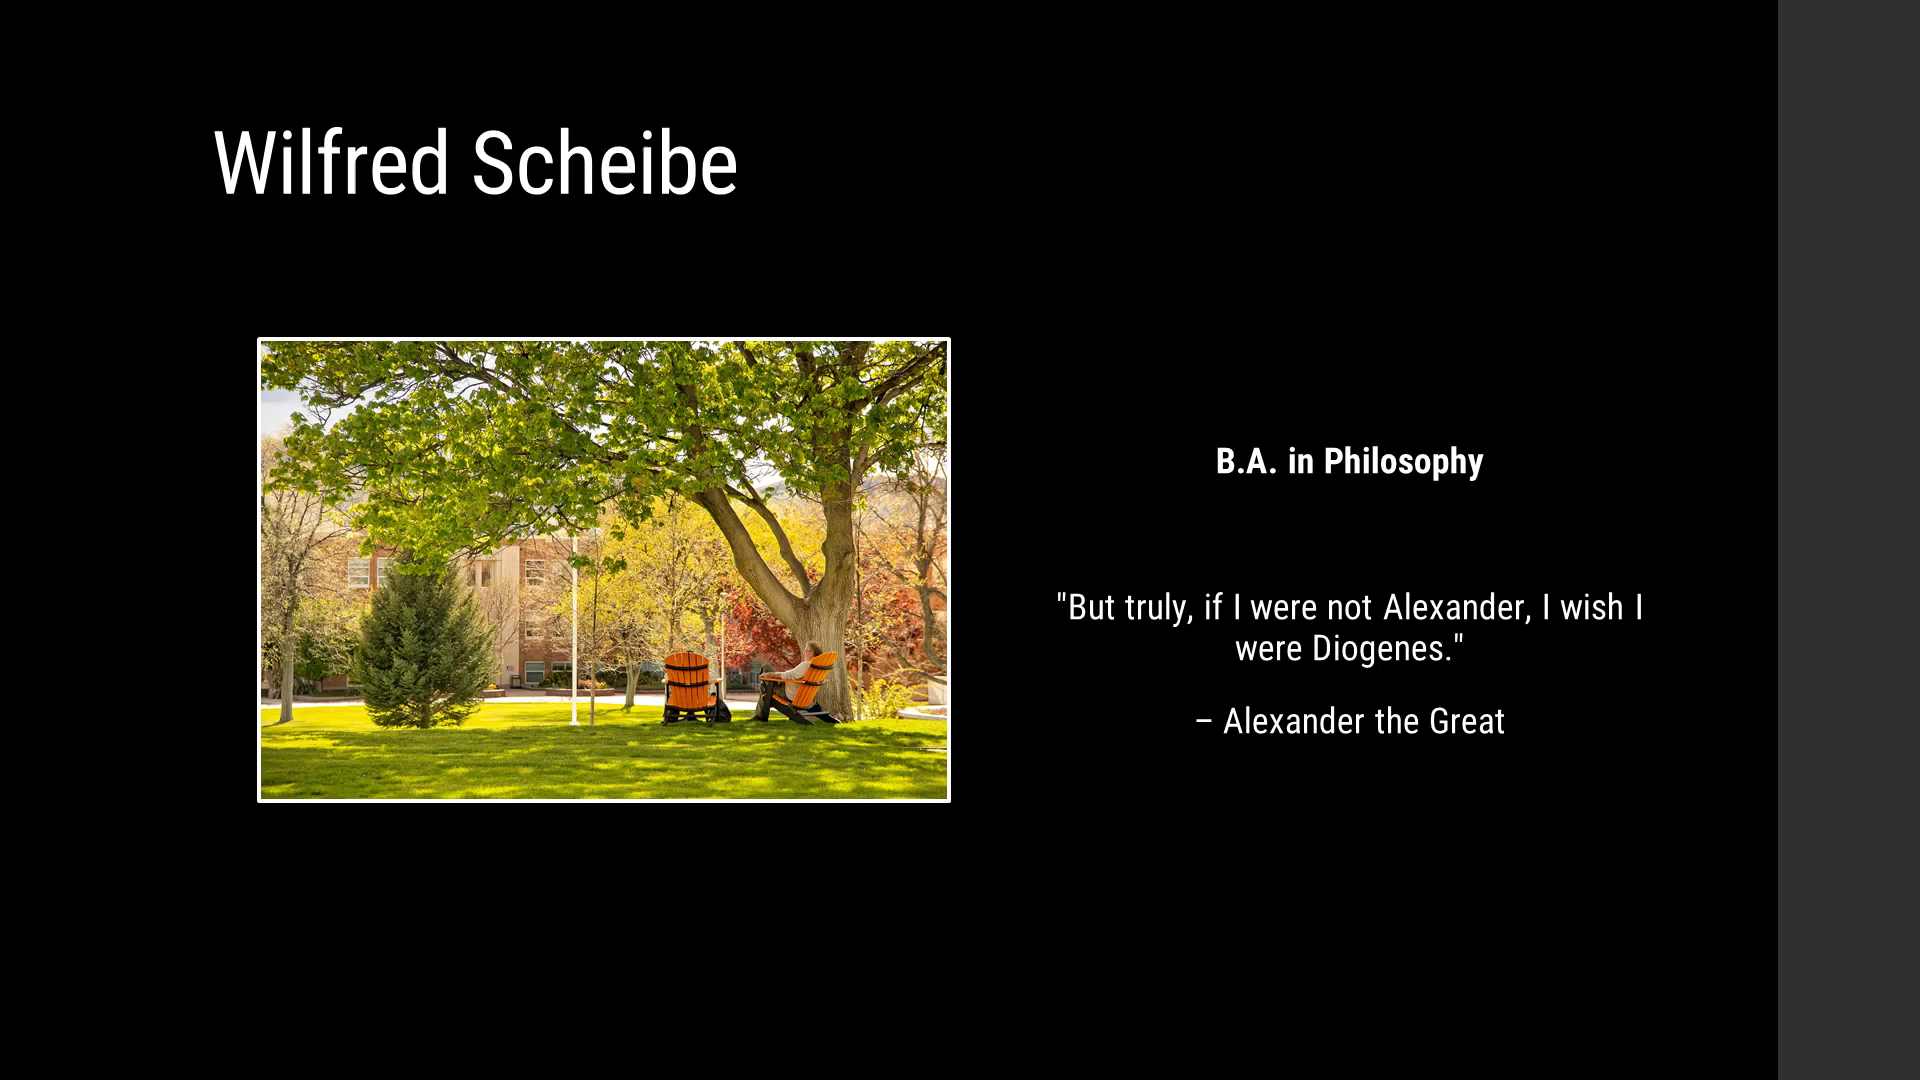 Wilfred Scheibe
B.A. in Philosophy
"But truly, if I were not Alexander, I wish I
were Diogenes."
– Alexander the Great